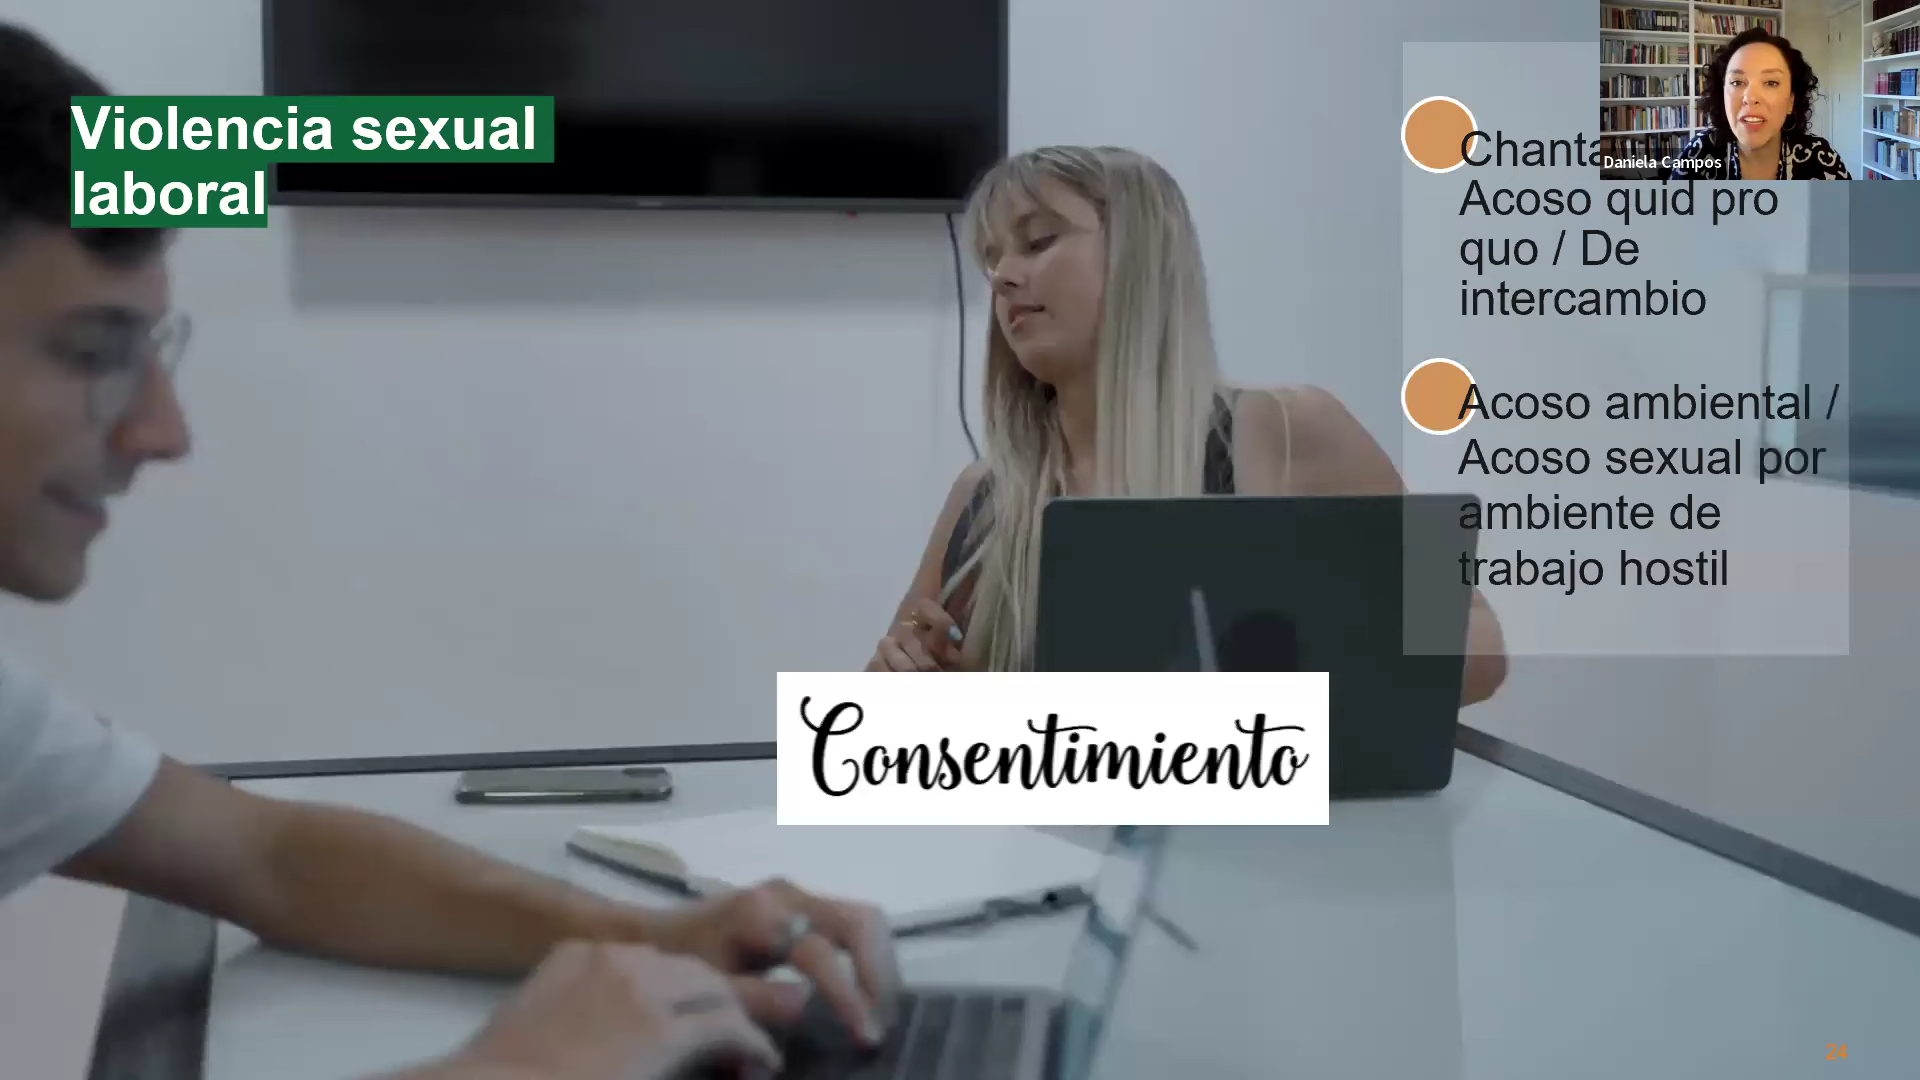 Violencia sexual
laboral
Daniela Campos
Acoso quid pro
quo / De
intercambio
Acoso ambiental /
Acoso sexual por
ambiente de
trabajo hostil
Consentimiento
24